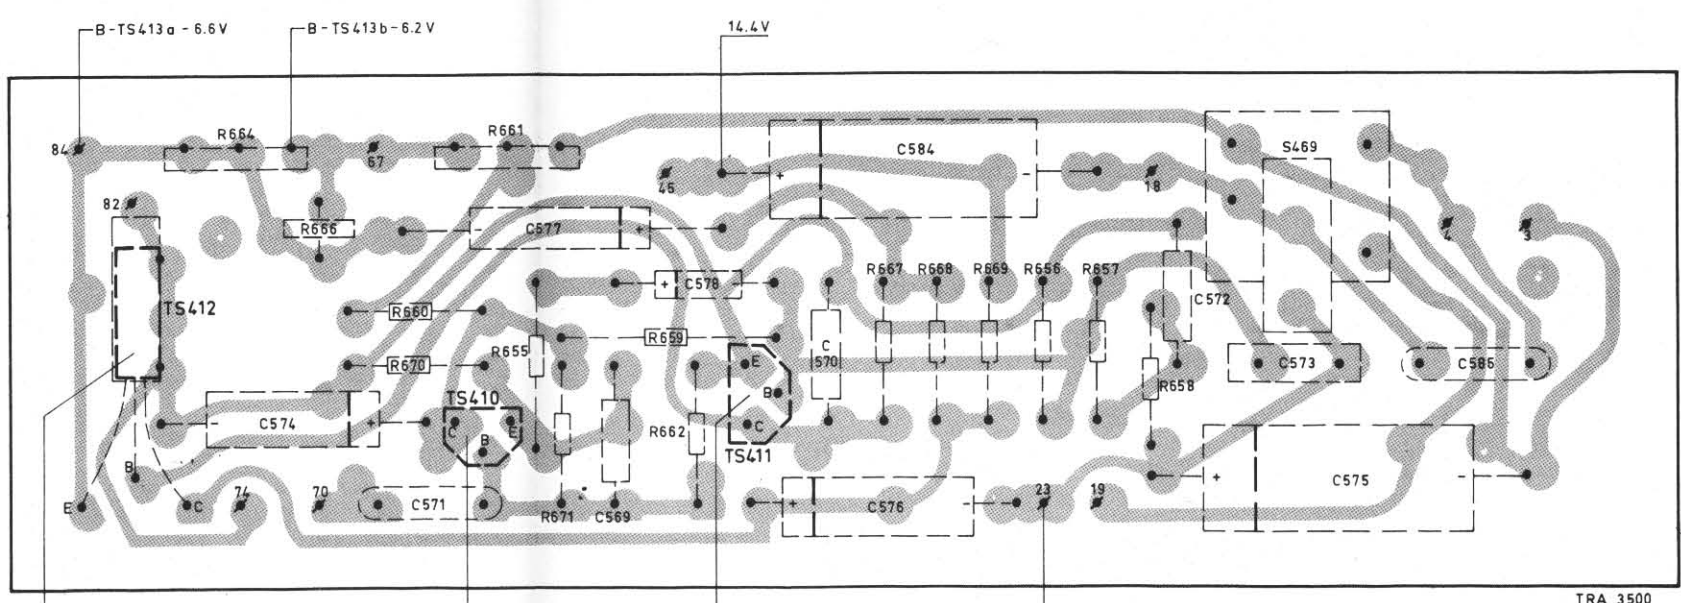 B-TS413a - 6.6V
B-TS413b-6.2V
14.4V
84
R664
67
R661
45
C584
18
S469
4
3
82
R666
C577
TS412
R660
C578
R667
R668
R669
R656
R657
C572
R655
R659
C
570
R670
E
B
C
TS411
R658
C573
C586
TS410
C
B
E
C574
R662
B
E
C
74
70
C571
R671
C569
C576
23
19
C575
TRA 3500